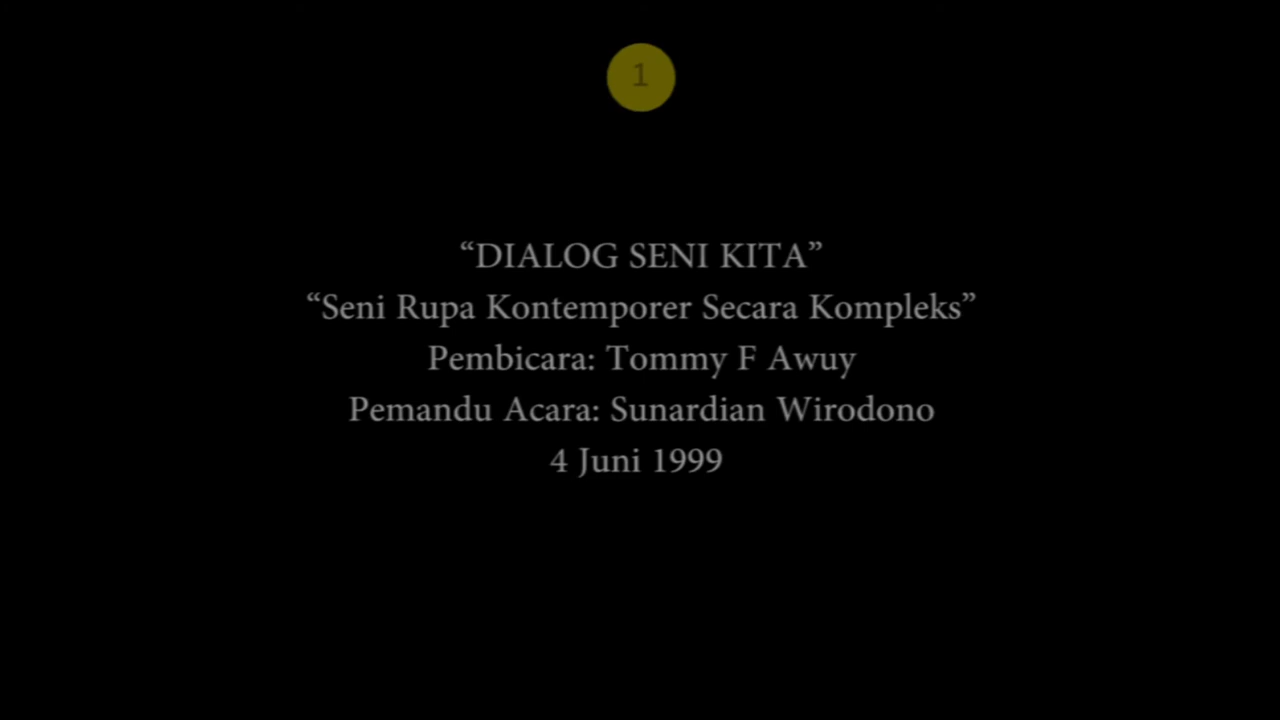 1
“DIALOG SENI KITA”
“Seni Rupa Kontemporer Secara Kompleks”
Pembicara: Tommy F Awuy
Pemandu Acara: Sunardian Wirodono
4 Juni 1999